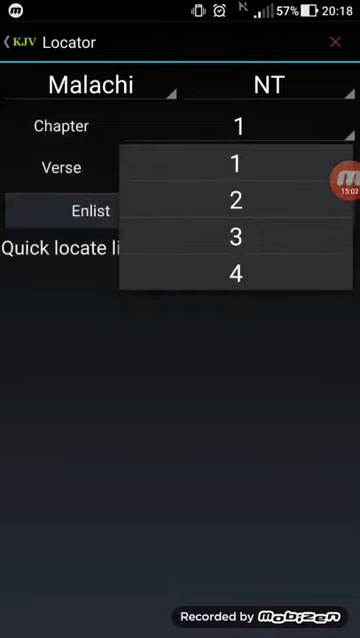 57% 20:18
KJV Locator
Malachi NT
Chapter 1
Verse 1
2
Enlist 3
Quick locate li 4
15:02
Recorded by mobizen